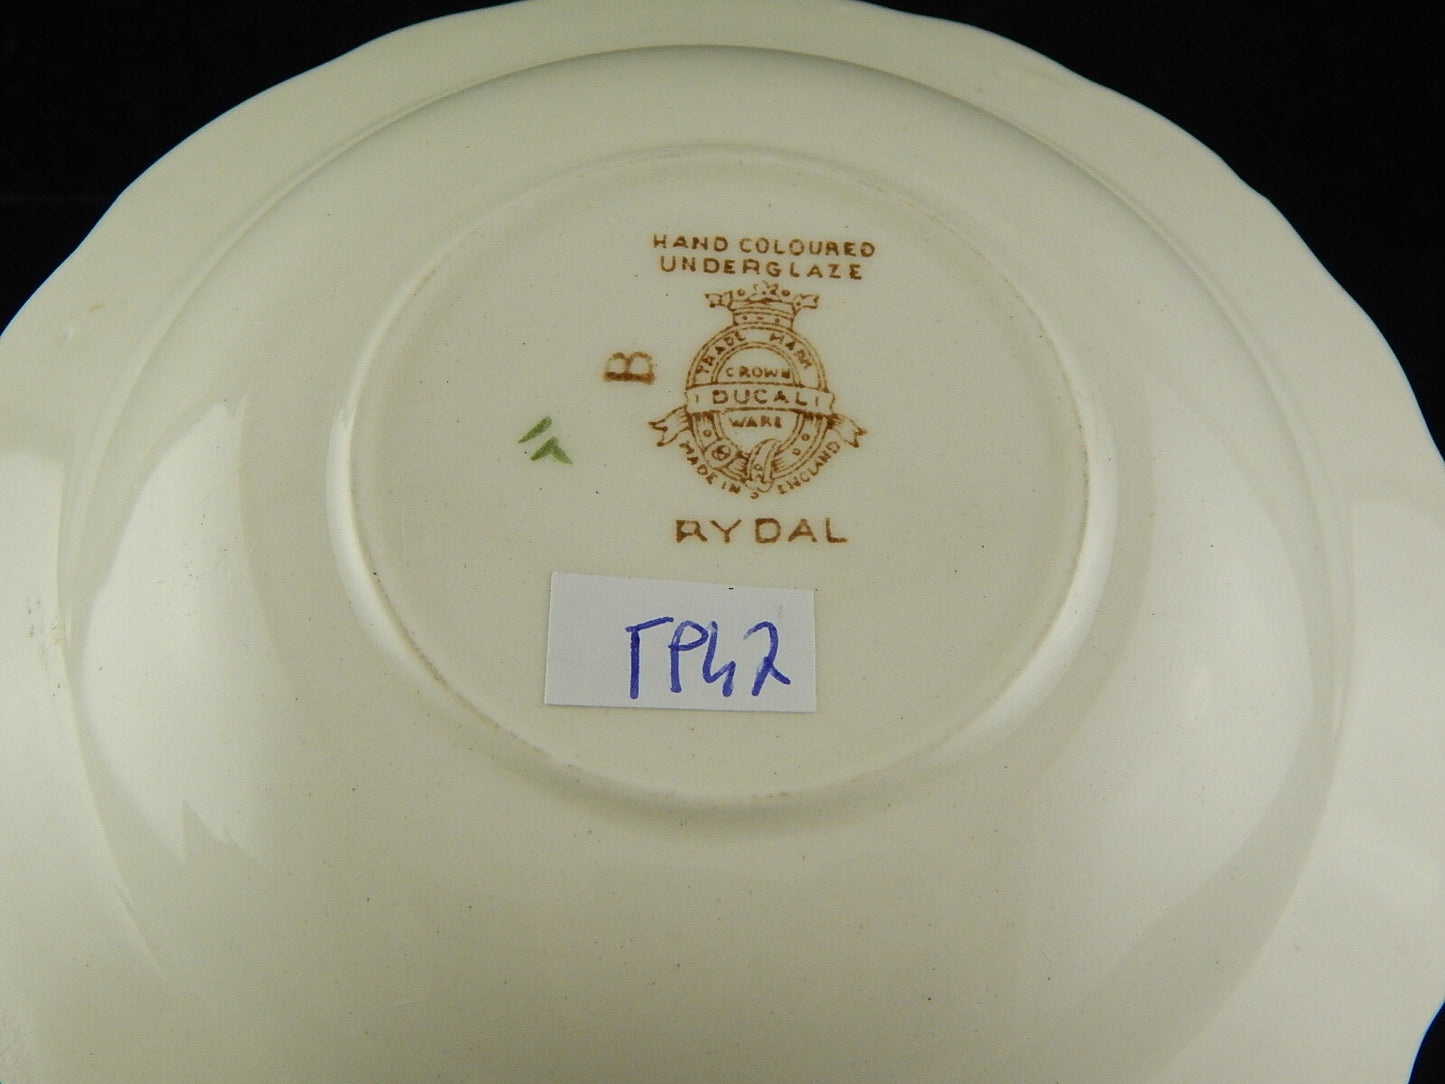 HAND COLOURED
UNDERGLAZE
TRADE MARK
CROWN
DUCAL
WARE
MADE IN ENGLAND
B
RYDAL
TP42